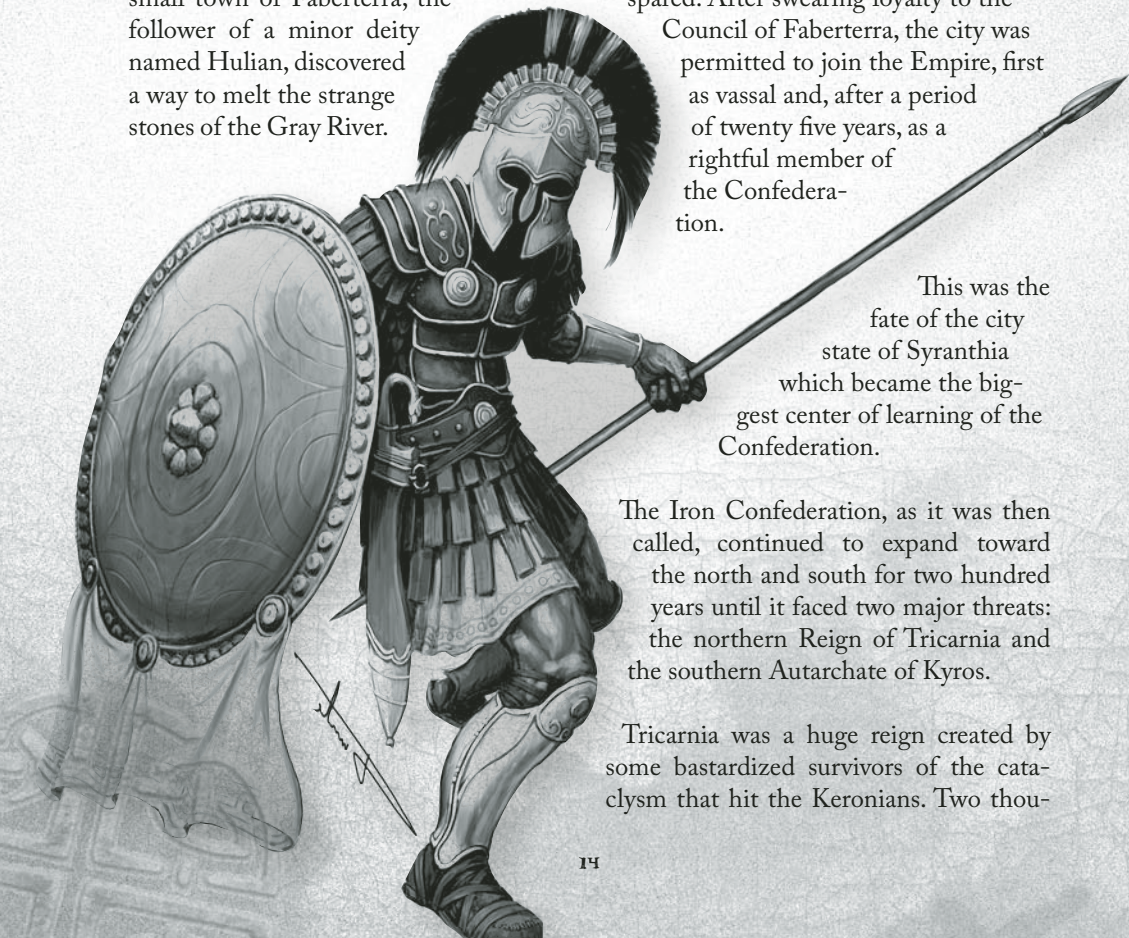 small town of Faberterra, the
follower of a minor deity
named Hulian, discovered
a way to melt the strange
stones of the Gray River.
spared. After swearing loyalty to the
Council of Faberterra, the city was
permitted to join the Empire, first
as vassal and, after a period
of twenty five years, as a
rightful member of
the Confedera-
tion.
This was the
fate of the city
state of Syranthia
which became the big-
gest center of learning of the
Confederation.
The Iron Confederation, as it was then
called, continued to expand toward
the north and south for two hundred
years until it faced two major threats:
the northern Reign of Tricarnia and
the southern Autarchate of Kyros.
Tricarnia was a huge reign created by
some bastardized survivors of the cata-
clysm that hit the Keronians. Two thou-
14